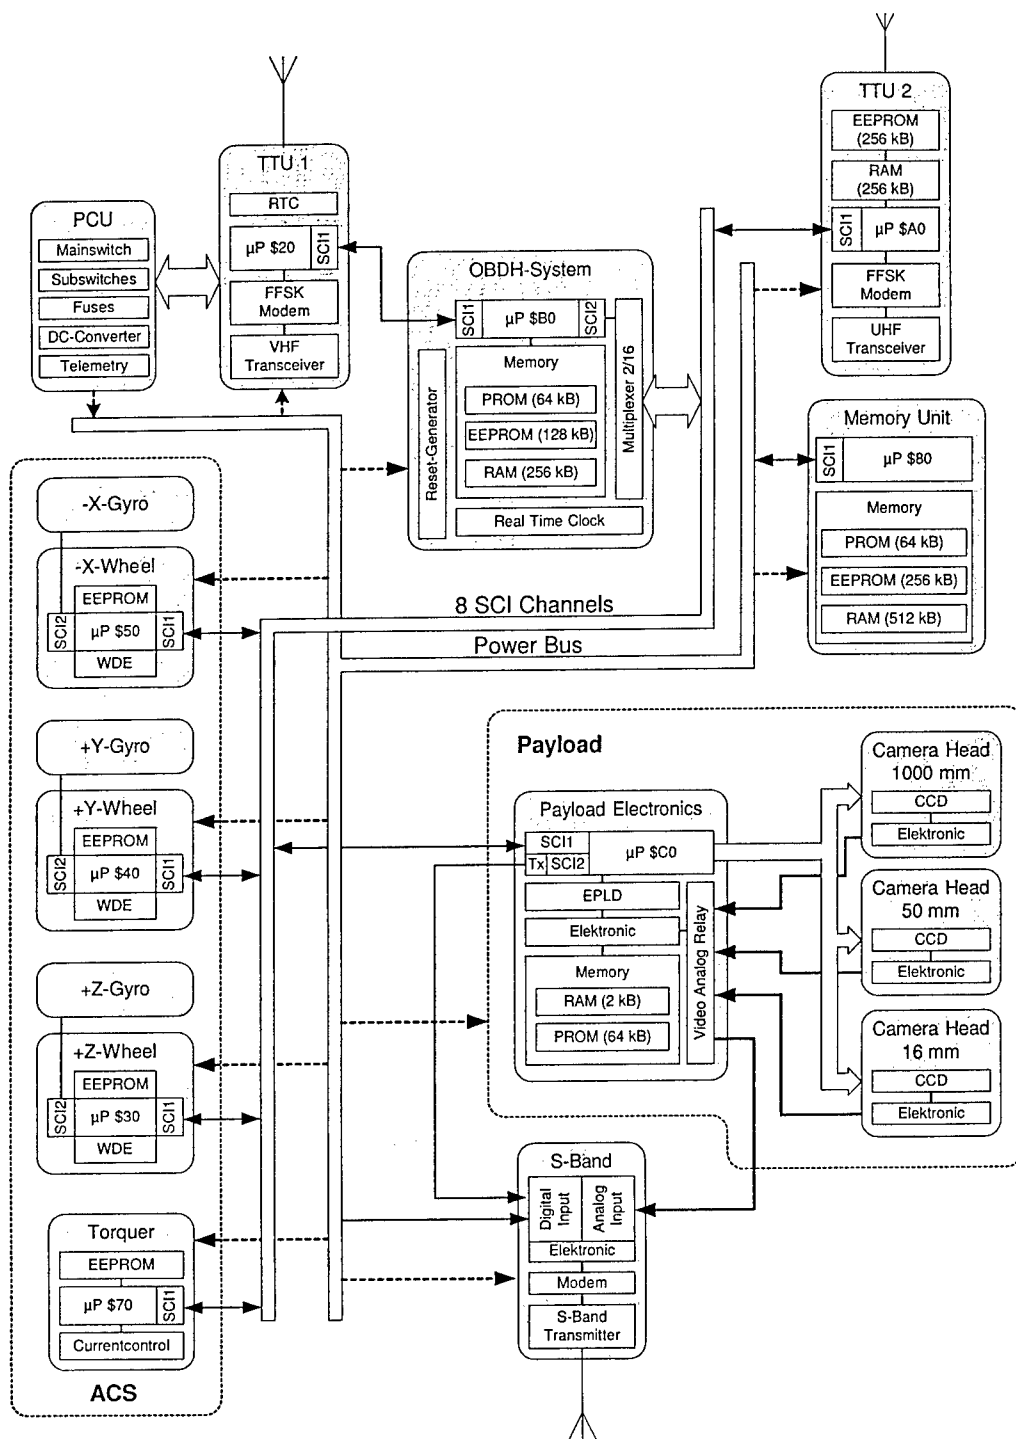 TTU 2
EEPROM
(256 kB)
RAM
(256 kB)
SCI1
µP $A0
FFSK
Modem
UHF
Transceiver
TTU 1
RTC
µP $20
SCI1
FFSK
Modem
VHF
Transceiver
PCU
Mainswitch
Subswitches
Fuses
DC-Converter
Telemetry
OBDH-System
SCI1
µP $B0
SCI2
Memory
PROM (64 kB)
EEPROM (128 kB)
RAM (256 kB)
Reset-Generator
Multiplexer 2/16
Real Time Clock
Memory Unit
SCI1
µP $80
Memory
PROM (64 kB)
EEPROM (256 kB)
RAM (512 kB)
-X-Gyro
-X-Wheel
EEPROM
SCI2
µP $50
SCI1
WDE
8 SCI Channels
Power Bus
+Y-Gyro
+Y-Wheel
EEPROM
SCI2
µP $40
SCI1
WDE
+Z-Gyro
+Z-Wheel
EEPROM
SCI2
µP $30
SCI1
WDE
Torquer
EEPROM
µP $70
SCI1
Currentcontrol
ACS
Payload
Payload Electronics
SCI1
Tx
SCI2
µP $C0
EPLD
Elektronic
Memory
RAM (2 kB)
PROM (64 kB)
Video Analog Relay
Camera Head
1000 mm
CCD
Elektronic
Camera Head
50 mm
CCD
Elektronic
Camera Head
16 mm
CCD
Elektronic
S-Band
Digital
Input
Analog
Input
Elektronic
Modem
S-Band
Transmitter